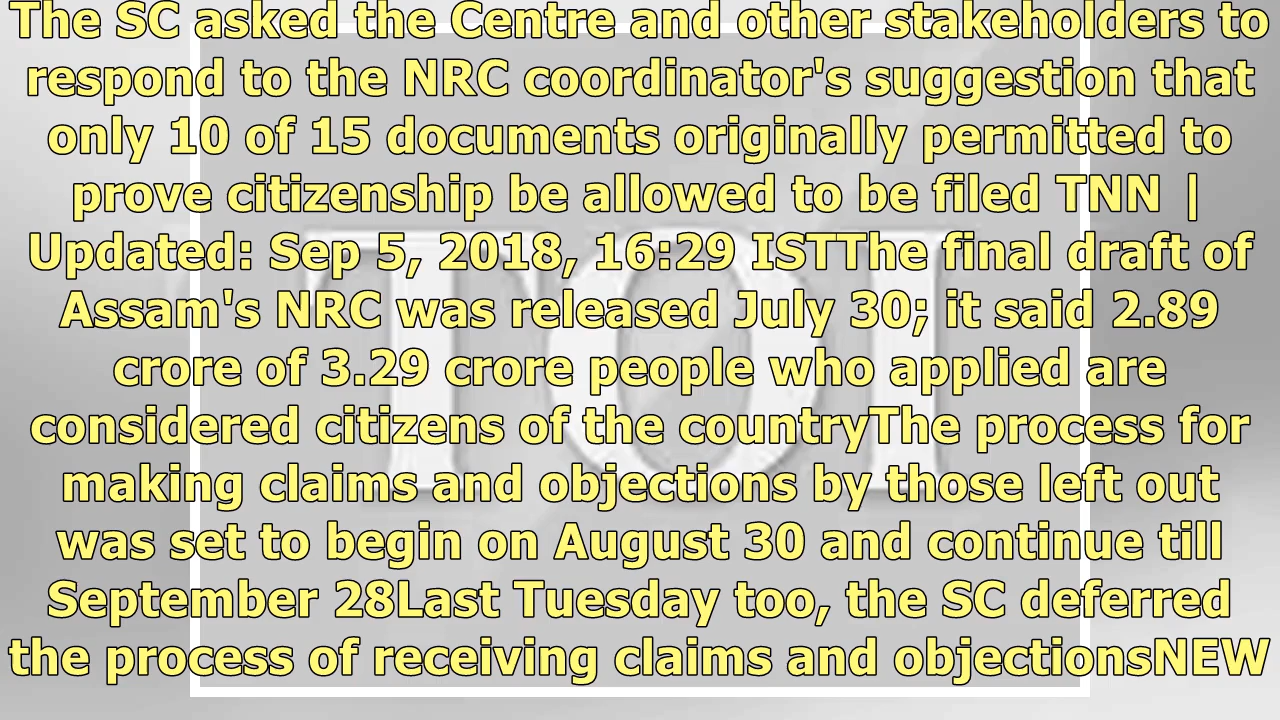 The SC asked the Centre and other stakeholders to
respond to the NRC coordinator's suggestion that
only 10 of 15 documents originally permitted to
prove citizenship be allowed to be filed TNN |
Updated: Sep 5, 2018, 16:29 ISTThe final draft of
Assam's NRC was released July 30; it said 2.89
crore of 3.29 crore people who applied are
considered citizens of the countryThe process for
making claims and objections by those left out
was set to begin on August 30 and continue till
September 28Last Tuesday too, the SC deferred
the process of receiving claims and objectionsNEW
TOI